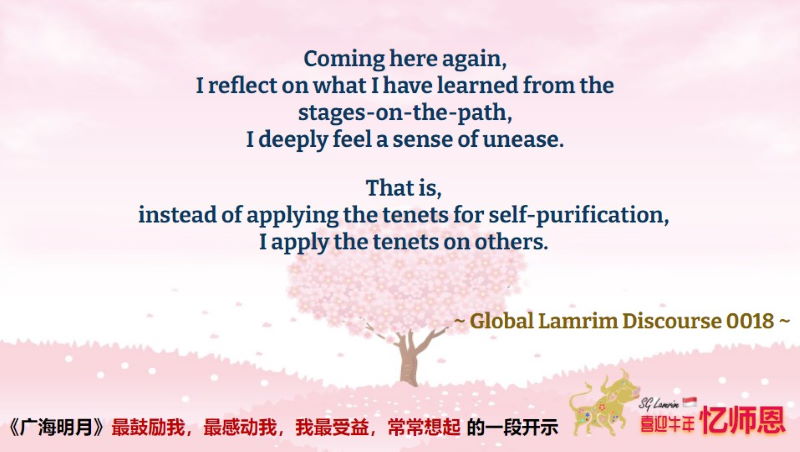 Coming here again,
I reflect on what I have learned from the
stages-on-the-path,
I deeply feel a sense of unease.
That is,
instead of applying the tenets for self-purification,
I apply the tenets on others.
~ Global Lamrim Discourse 0018 ~
SG Lamrim
《广海明月》最鼓励我，最感动我，我最受益，常常想起 的一段开示
喜迎牛年 忆师恩